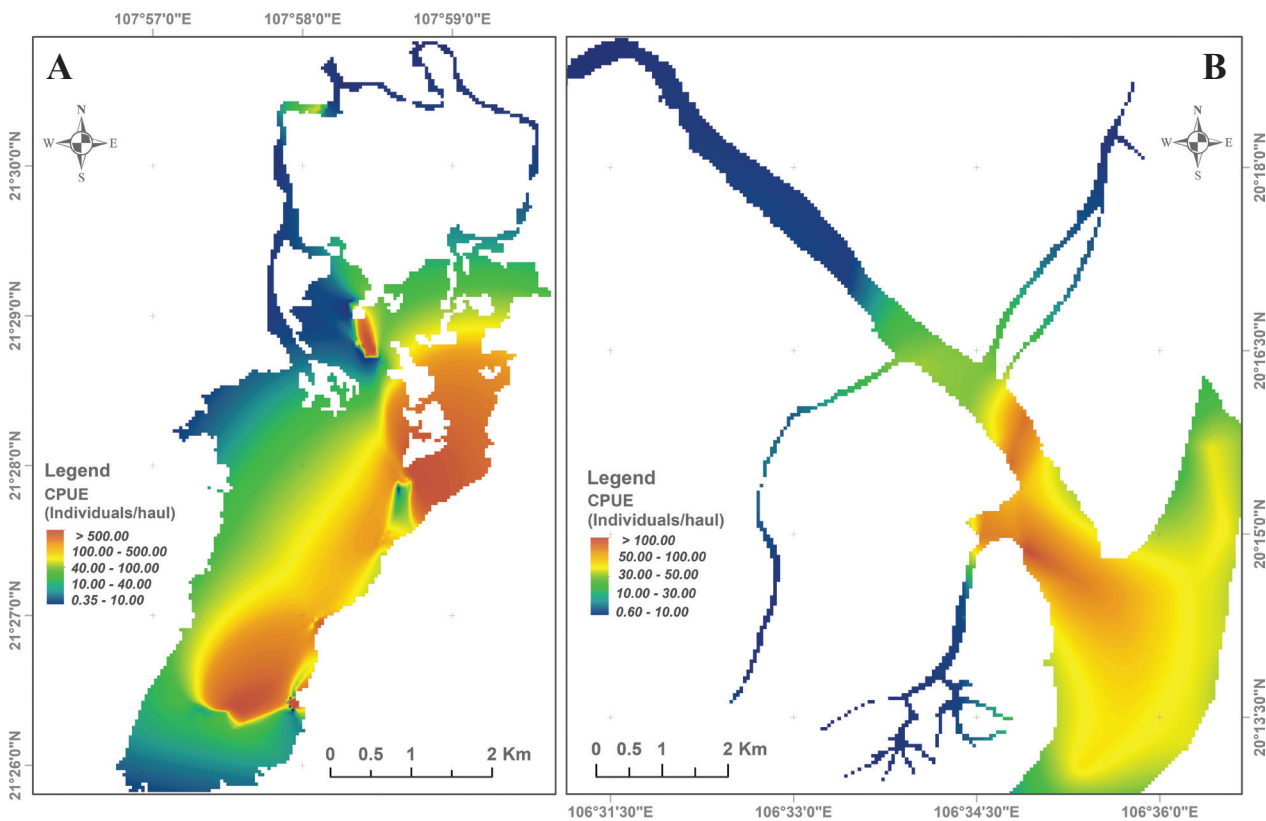 107°57'0"E 107°58'0"E 107°59'0"E
A
N
W E
S
21°30'0"N
21°29'0"N
21°28'0"N
21°27'0"N
21°26'0"N
Legend
CPUE
(Individuals/haul)
> 500.00
100.00 - 500.00
40.00 - 100.00
10.00 - 40.00
0.35 - 10.00
0 0.5 1 2 Km
B
N
W E
S
20°18'0"N
20°16'30"N
20°15'0"N
20°13'30"N
Legend
CPUE
(Individuals/haul)
> 100.00
50.00 - 100.00
30.00 - 50.00
10.00 - 30.00
0.60 - 10.00
0 0.5 1 2 Km
106°31'30"E 106°33'0"E 106°34'30"E 106°36'0"E